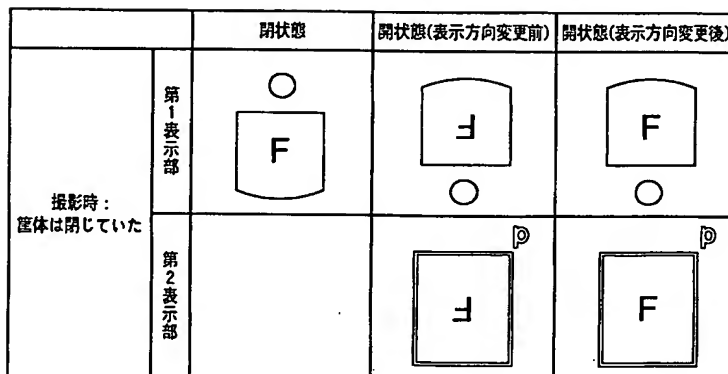 閉状態
開状態(表示方向変更前)
開状態(表示方向変更後)
撮影時：
筐体は閉じていた
第1表示部
F
Ⅎ
F
第2表示部
p
Ⅎ
p
F